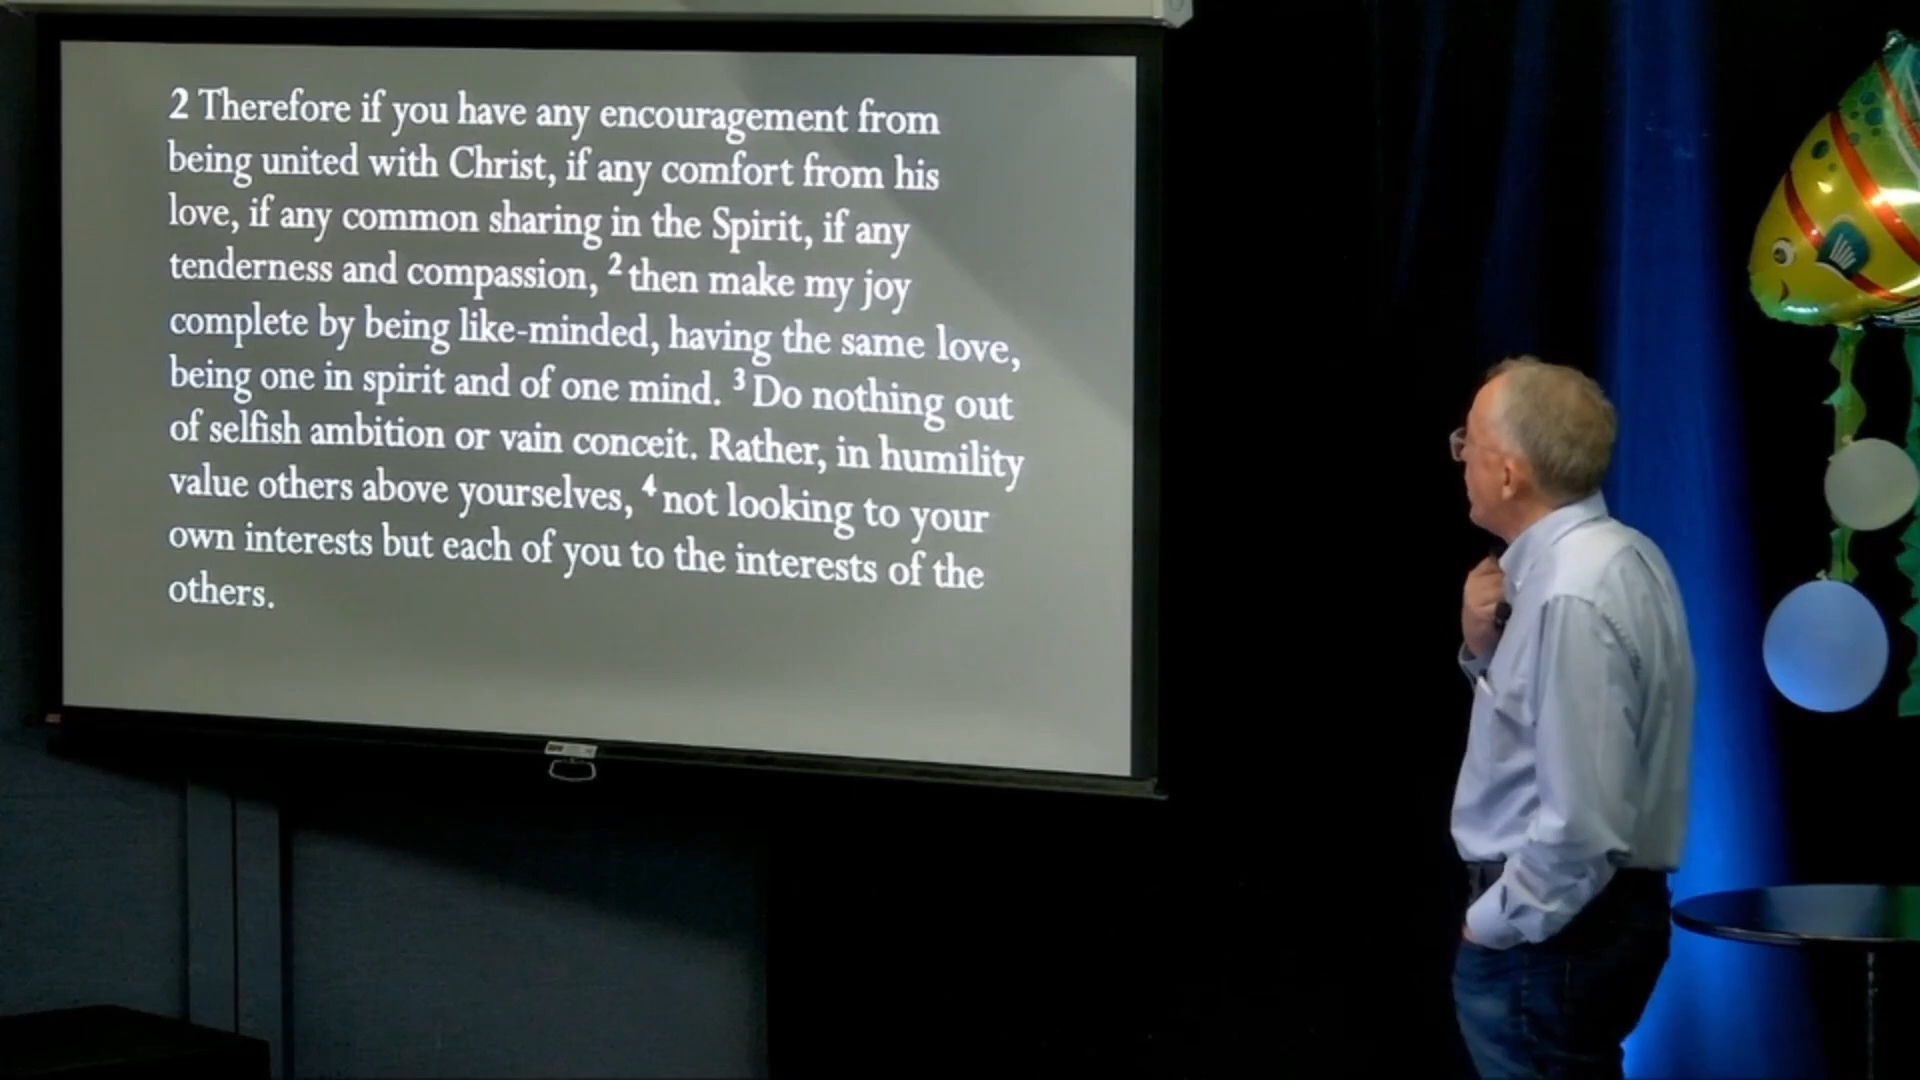 2 Therefore if you have any encouragement from
being united with Christ, if any comfort from his
love, if any common sharing in the Spirit, if any
tenderness and compassion, ² then make my joy
complete by being like-minded, having the same love,
being one in spirit and of one mind. ³ Do nothing out
of selfish ambition or vain conceit. Rather, in humility
value others above yourselves, ⁴ not looking to your
own interests but each of you to the interests of the
others.